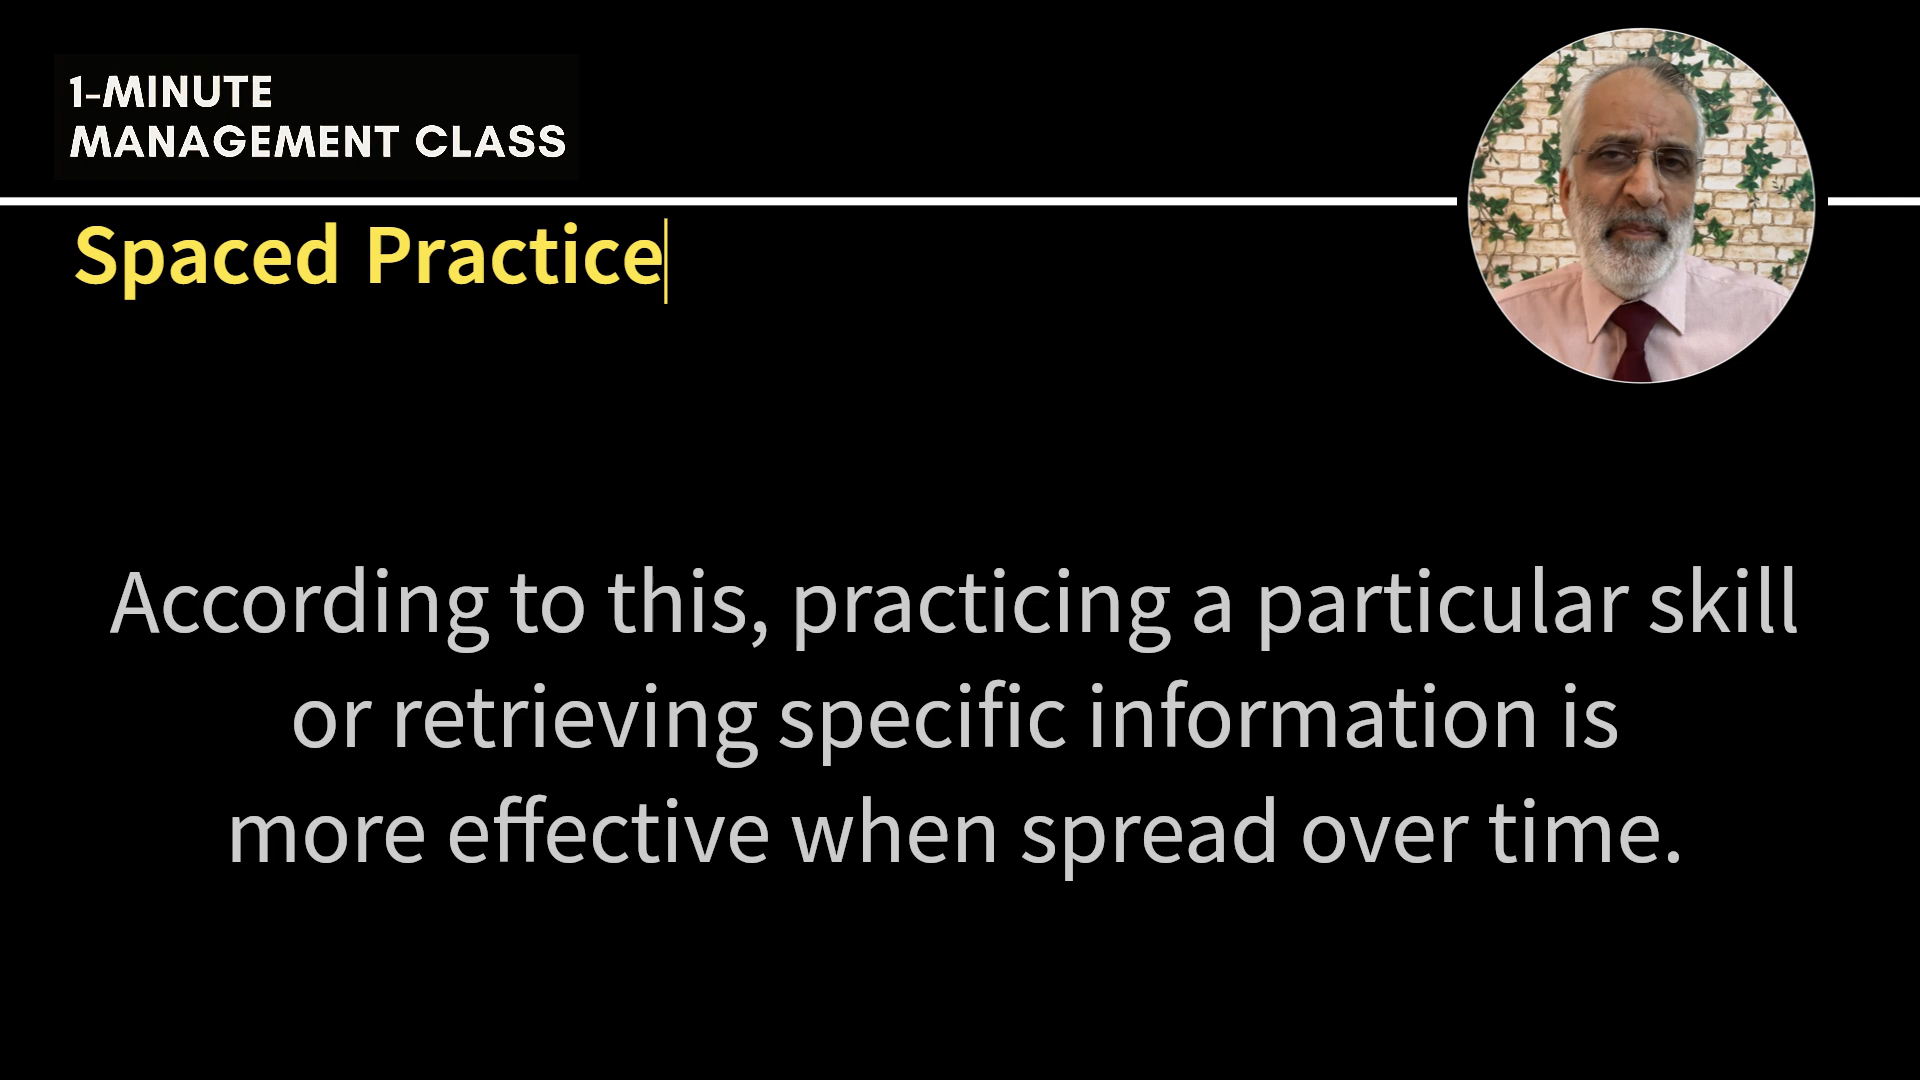 1-MINUTE
MANAGEMENT CLASS
Spaced Practice
According to this, practicing a particular skill
or retrieving specific information is
more effective when spread over time.